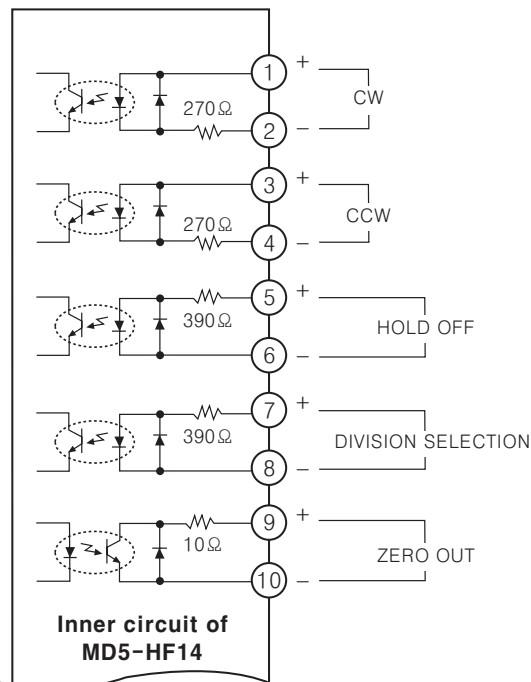 1 +
CW
270Ω
2 −
3 +
CCW
270Ω
4 −
5 +
390Ω
HOLD OFF
6 −
7 +
390Ω
DIVISION SELECTION
8 −
9 +
10Ω
ZERO OUT
10 −
Inner circuit of
MD5-HF14